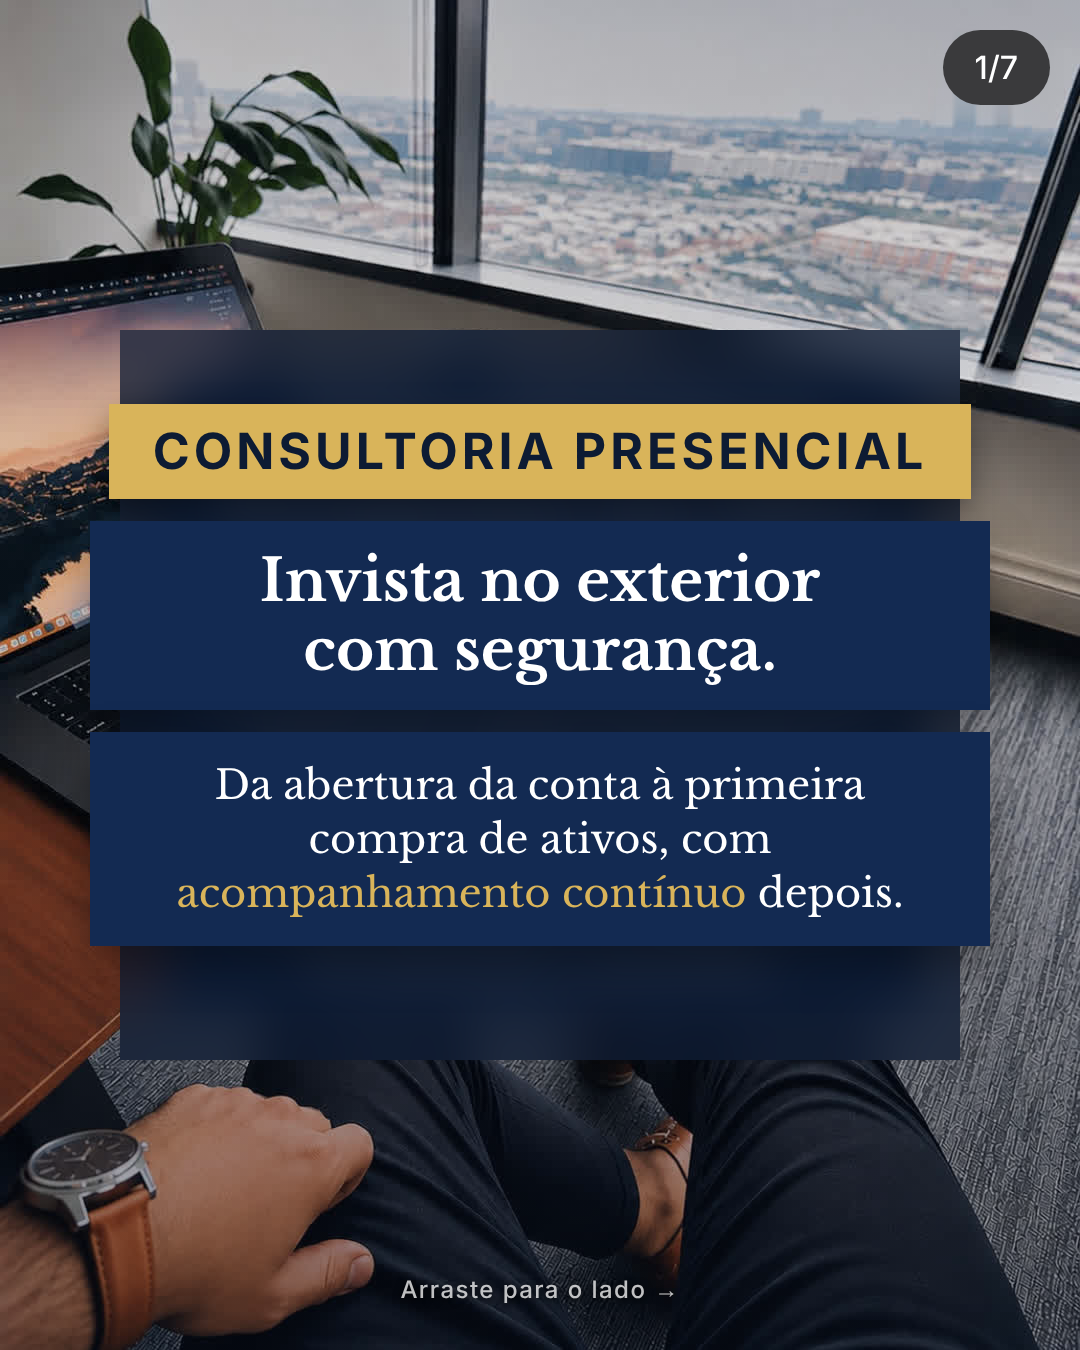 1/7
CONSULTORIA PRESENCIAL
Invista no exterior
com segurança.
Da abertura da conta à primeira
compra de ativos, com
acompanhamento contínuo depois.
Arraste para o lado →